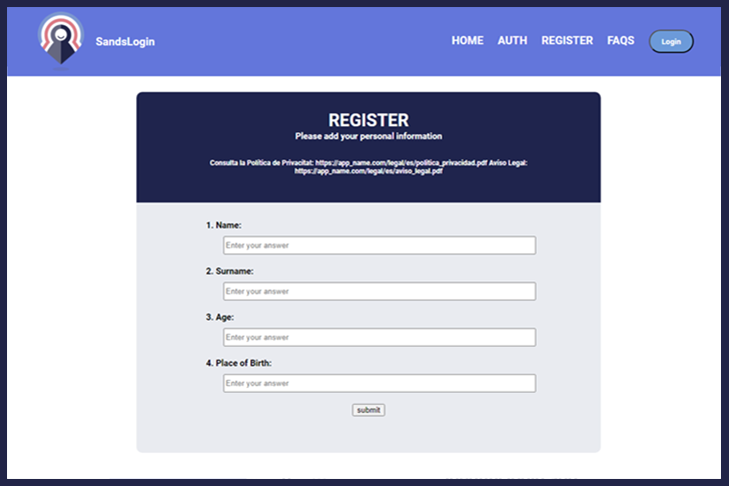 SandsLogin
HOME AUTH REGISTER FAQS Login
REGISTER
Please add your personal information
Consulta la Política de Privacitat: https://app_name.com/legal/es/politica_privacidad.pdf Aviso Legal:
https://app_name.com/legal/es/aviso_legal.pdf
1. Name:
Enter your answer
2. Surname:
Enter your answer
3. Age:
Enter your answer
4. Place of Birth:
Enter your answer
submit